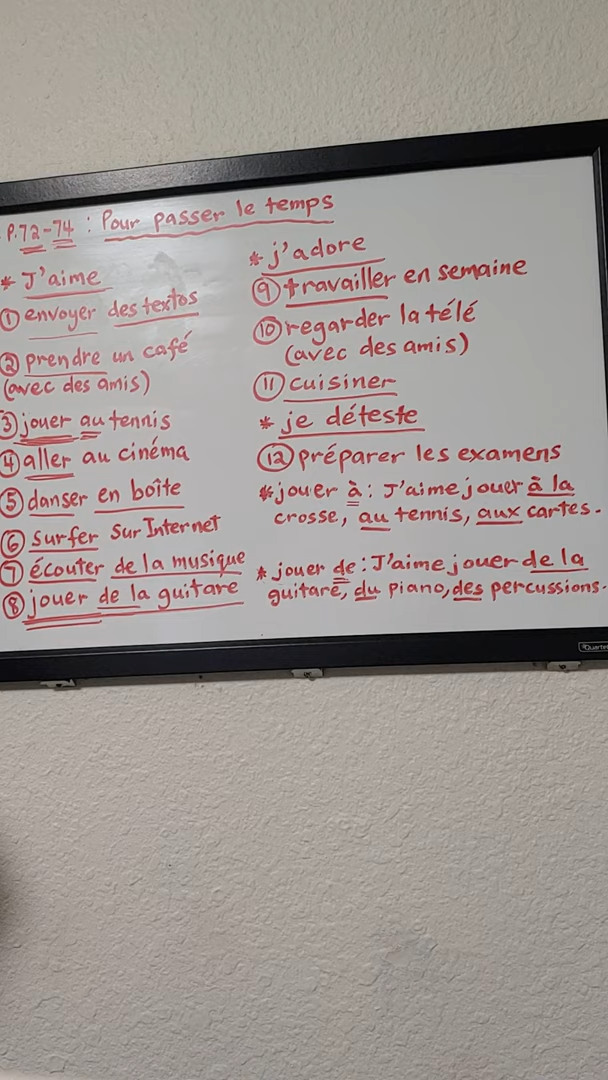 P.72-74 : Pour passer le temps
* J'aime
① envoyer des textos
② prendre un café
(avec des amis)
③ jouer au tennis
④ aller au cinéma
⑤ danser en boîte
⑥ surfer sur Internet
⑦ écouter de la musique
⑧ jouer de la guitare
* j'adore
⑨ travailler en semaine
⑩ regarder la télé
(avec des amis)
⑪ cuisiner
* je déteste
⑫ préparer les examens
* jouer à : J'aime jouer à la
crosse, au tennis, aux cartes.
* jouer de : J'aime jouer de la
guitare, du piano, des percussions.
Quartet